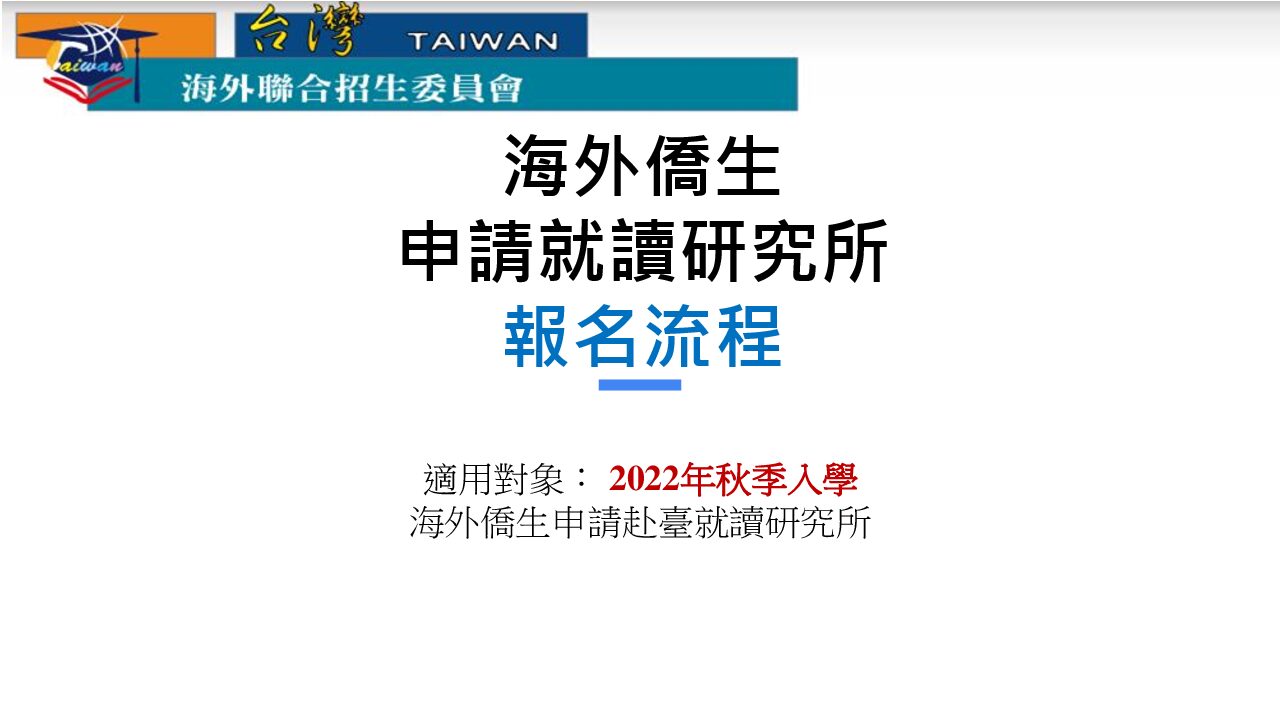 台灣 TAIWAN
Taiwan
海外聯合招生委員會
海外僑生
申請就讀研究所
報名流程
適用對象： 2022年秋季入學
海外僑生申請赴臺就讀研究所